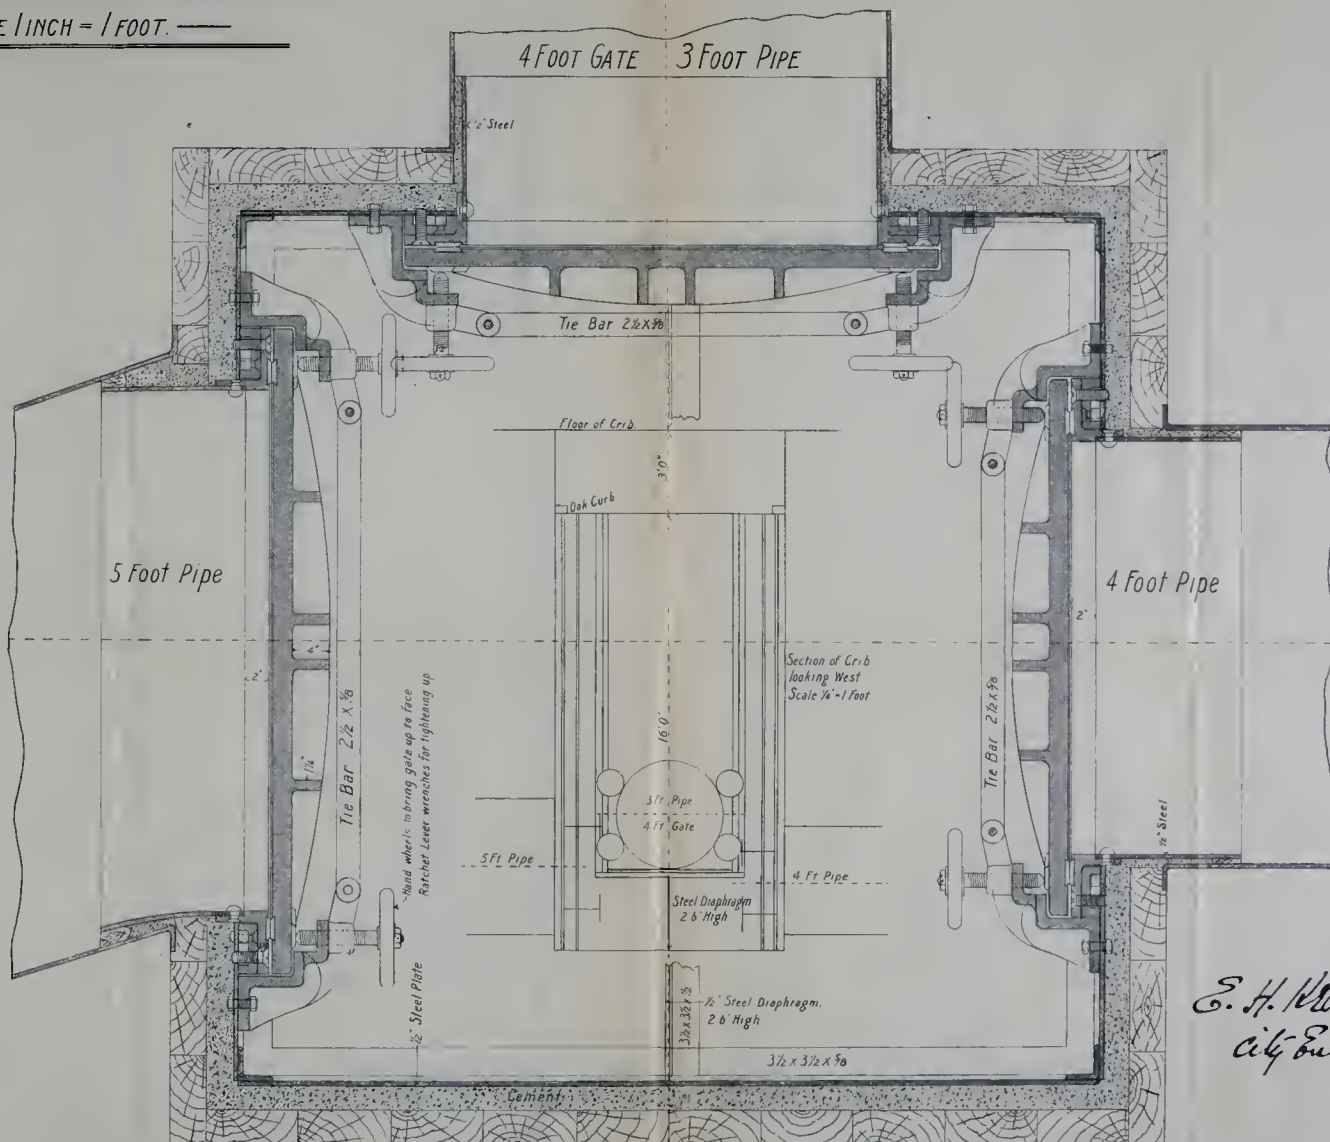 1 INCH = 1 FOOT.
4 FOOT GATE 3 FOOT PIPE
½" Steel
Tie Bar 2½ X ⅝
Floor of Crib
3'0"
Oak Curb
5 Foot Pipe
4 Foot Pipe
2"
4"
2"
Section of Crib
looking West
Scale ¼" = 1 Foot
16'0"
Hand wheels to bring gate up to face
Ratchet Lever wrenches for tightening up
1¼"
Tie Bar 2½ X ⅝
Tie Bar 2½ X ⅝
3 ft. Pipe
4 Ft Gate
½" Steel
5 Ft Pipe
4 Ft Pipe
Steel Diaphragm
2 6" High
½" Steel Plate
½" Steel Diaphragm.
2 6" High
3½ x 3½ x ½
3½ X 3½ X ⅝
Cement
E. H.
City